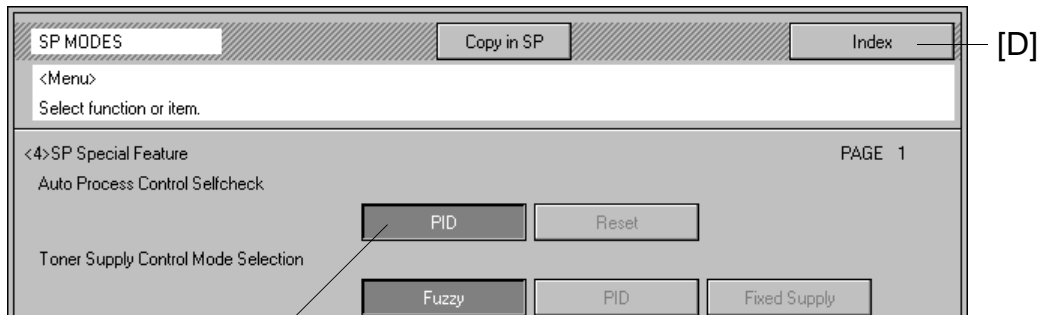 SP MODES Copy in SP Index [D]
<Menu>
Select function or item.
<4>SP Special Feature PAGE 1
Auto Process Control Selfcheck
PID Reset
Toner Supply Control Mode Selection
Fuzzy PID Fixed Supply